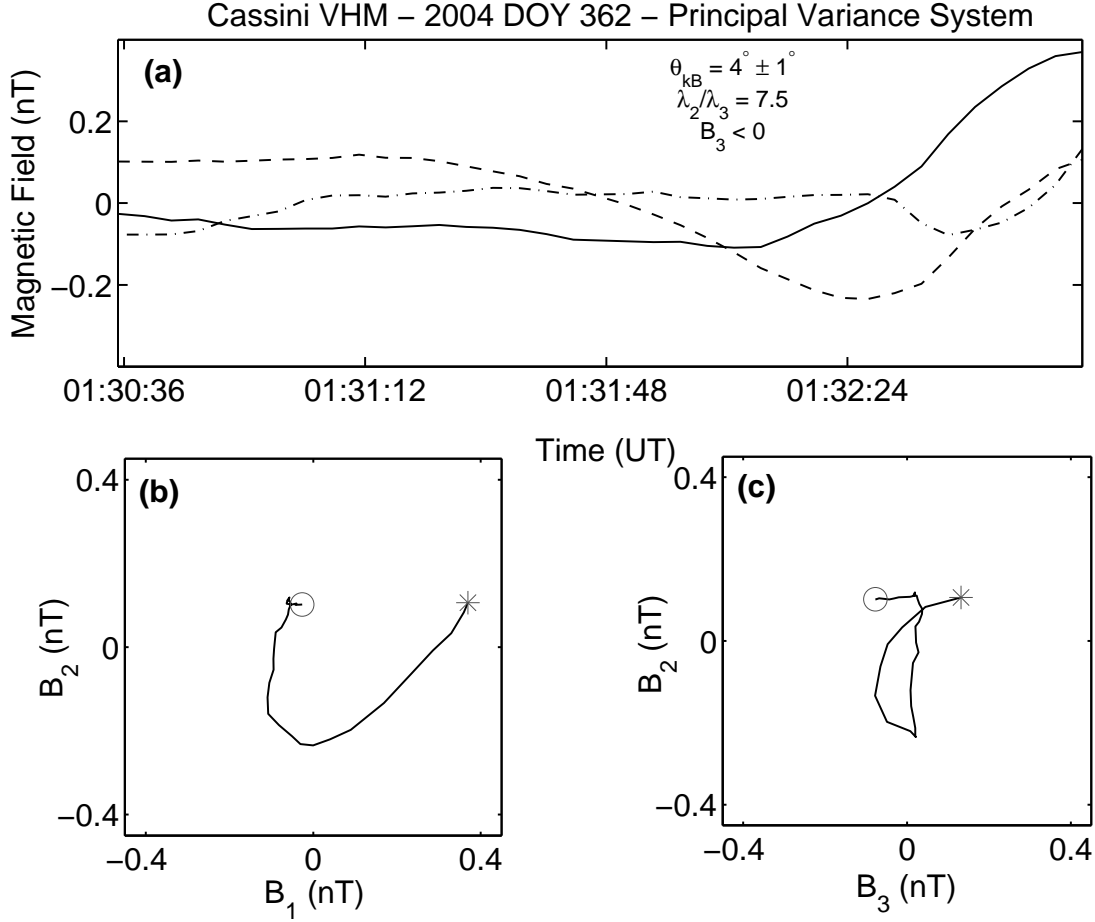 Cassini VHM − 2004 DOY 362 − Principal Variance System
(a)
θkB = 4° ± 1°
λ2/λ3 = 7.5
B3 < 0
Magnetic Field (nT)
0.2
0
−0.2
01:30:36 01:31:12 01:31:48 01:32:24
Time (UT)
(b)
B2 (nT)
0.4
0
−0.4
−0.4 0 0.4
B1 (nT)
(c)
B2 (nT)
0.4
0
−0.4
−0.4 0 0.4
B3 (nT)